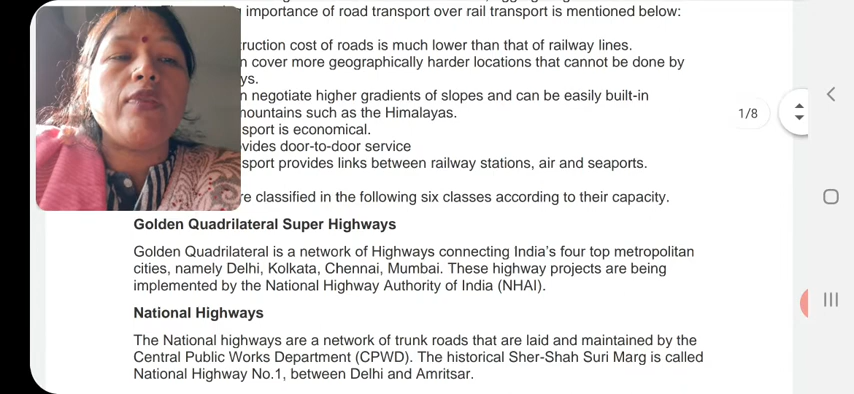 importance of road transport over rail transport is mentioned below:
ruction cost of roads is much lower than that of railway lines.
n cover more geographically harder locations that cannot be done by
ys.
n negotiate higher gradients of slopes and can be easily built-in
mountains such as the Himalayas.
sport is economical.
vides door-to-door service
sport provides links between railway stations, air and seaports.
1/8
re classified in the following six classes according to their capacity.
Golden Quadrilateral Super Highways
Golden Quadrilateral is a network of Highways connecting India's four top metropolitan
cities, namely Delhi, Kolkata, Chennai, Mumbai. These highway projects are being
implemented by the National Highway Authority of India (NHAI).
National Highways
The National highways are a network of trunk roads that are laid and maintained by the
Central Public Works Department (CPWD). The historical Sher-Shah Suri Marg is called
National Highway No.1, between Delhi and Amritsar.